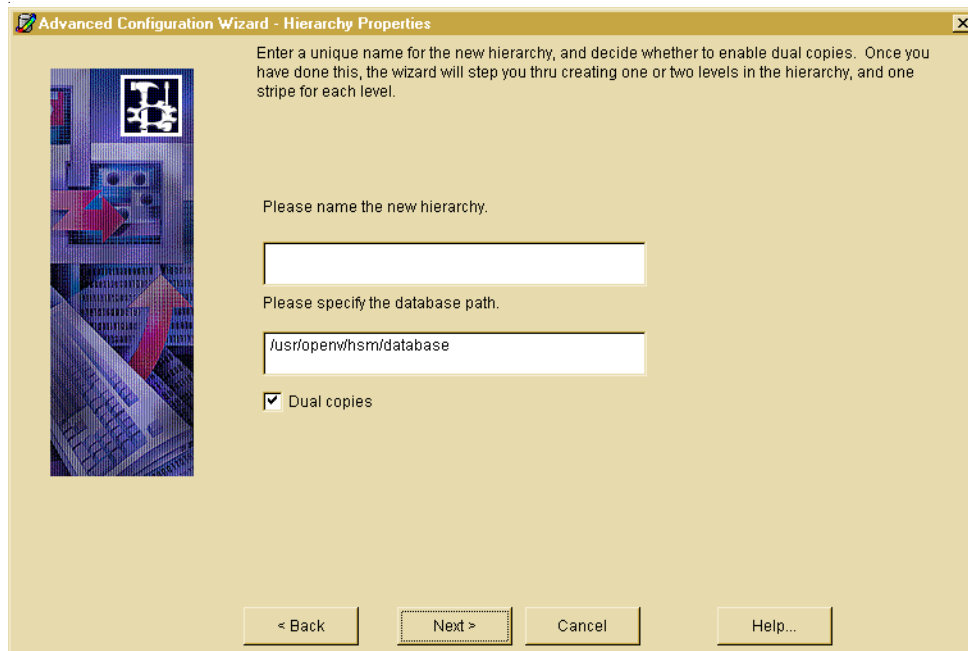 Advanced Configuration Wizard - Hierarchy Properties
Enter a unique name for the new hierarchy, and decide whether to enable dual copies. Once you
have done this, the wizard will step you thru creating one or two levels in the hierarchy, and one
stripe for each level.
Please name the new hierarchy.
Please specify the database path.
/usr/openv/hsm/database
Dual copies
< Back
Next >
Cancel
Help...